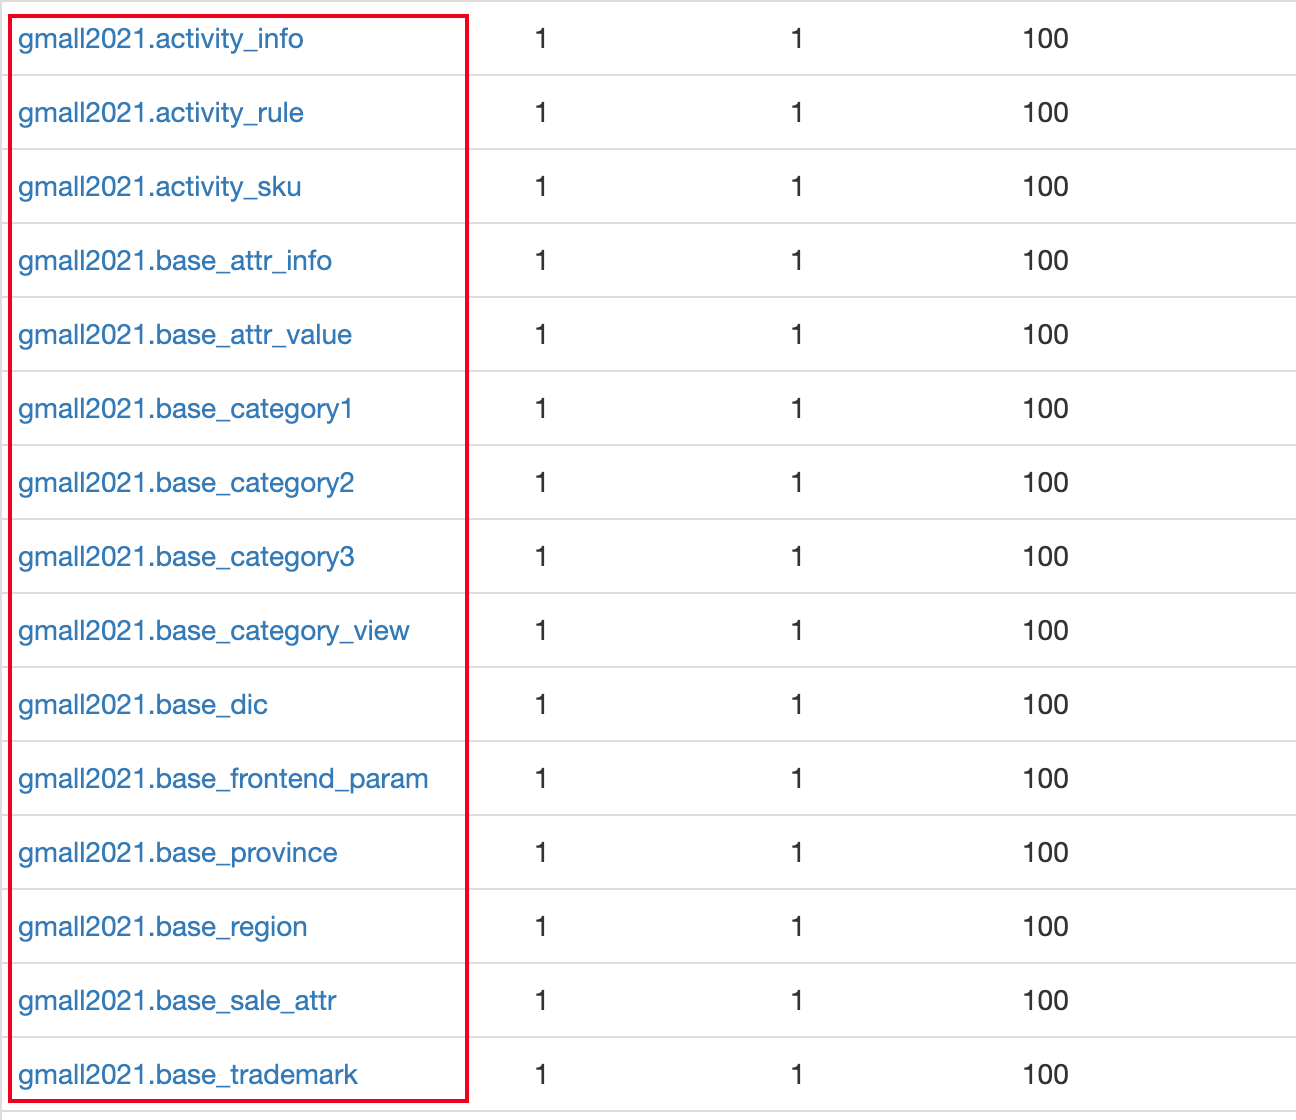 gmall2021.activity_info 1 1 100
gmall2021.activity_rule 1 1 100
gmall2021.activity_sku 1 1 100
gmall2021.base_attr_info 1 1 100
gmall2021.base_attr_value 1 1 100
gmall2021.base_category1 1 1 100
gmall2021.base_category2 1 1 100
gmall2021.base_category3 1 1 100
gmall2021.base_category_view 1 1 100
gmall2021.base_dic 1 1 100
gmall2021.base_frontend_param 1 1 100
gmall2021.base_province 1 1 100
gmall2021.base_region 1 1 100
gmall2021.base_sale_attr 1 1 100
gmall2021.base_trademark 1 1 100